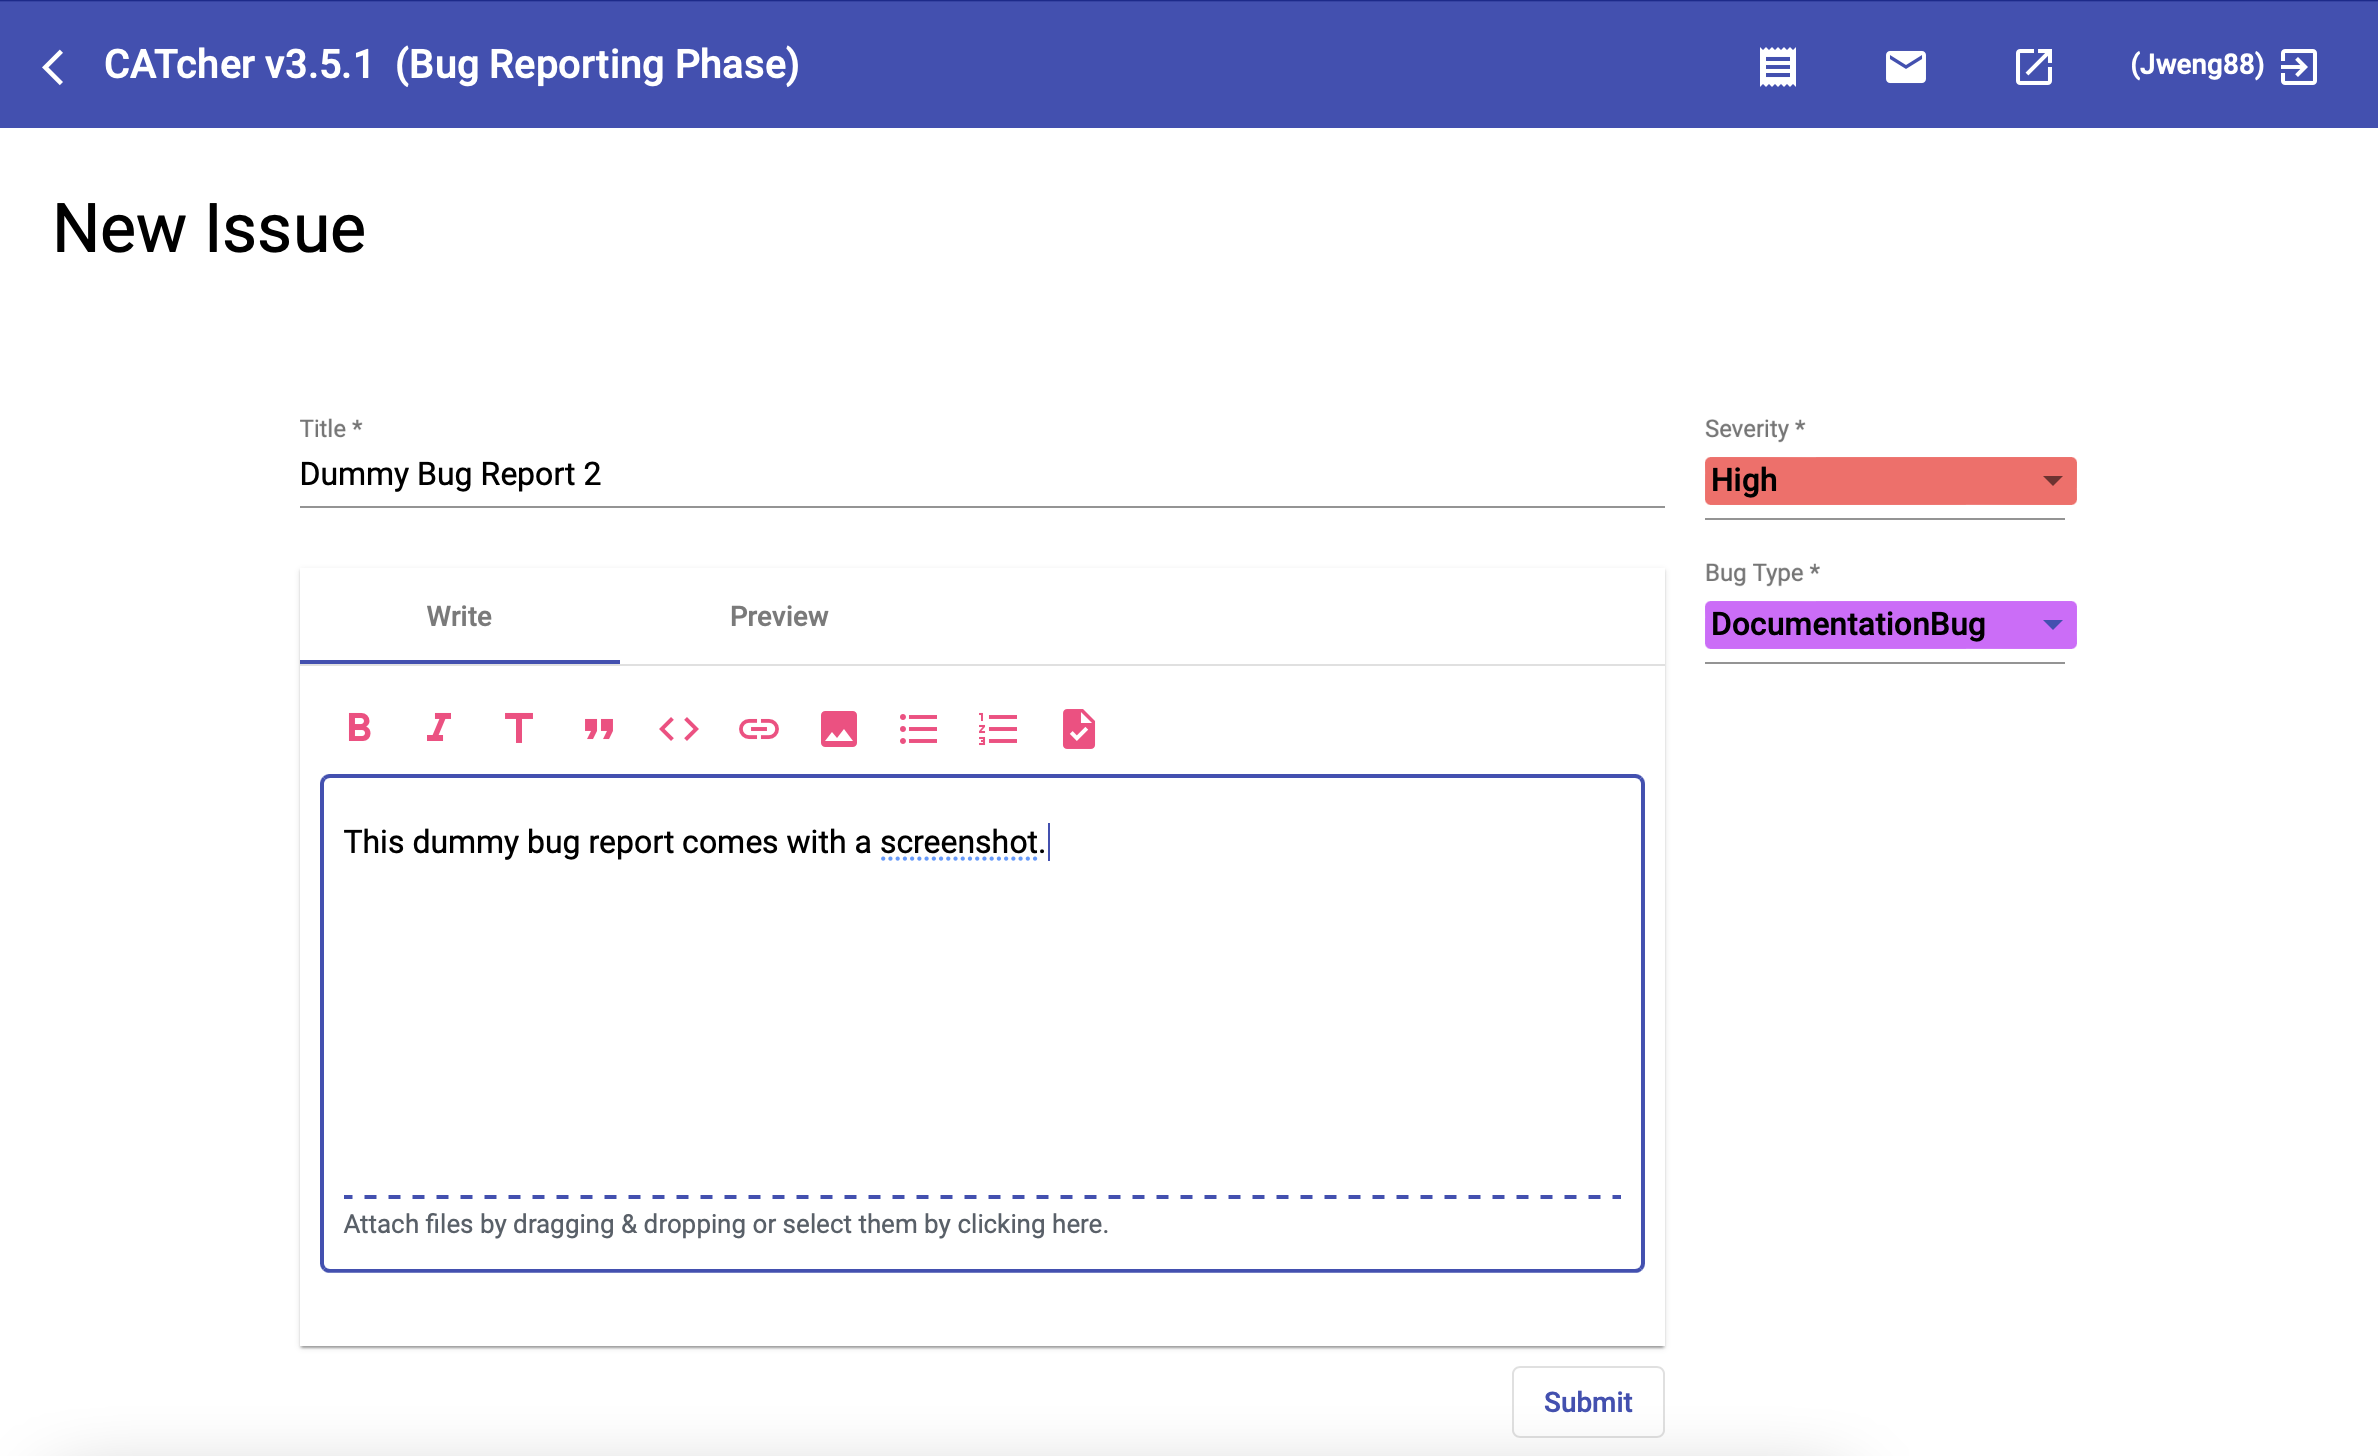 CATcher v3.5.1 (Bug Reporting Phase)
(Jweng88)
New Issue
Title *
Dummy Bug Report 2
Severity *
High
Bug Type *
DocumentationBug
Write
Preview
This dummy bug report comes with a screenshot.
Attach files by dragging & dropping or select them by clicking here.
Submit